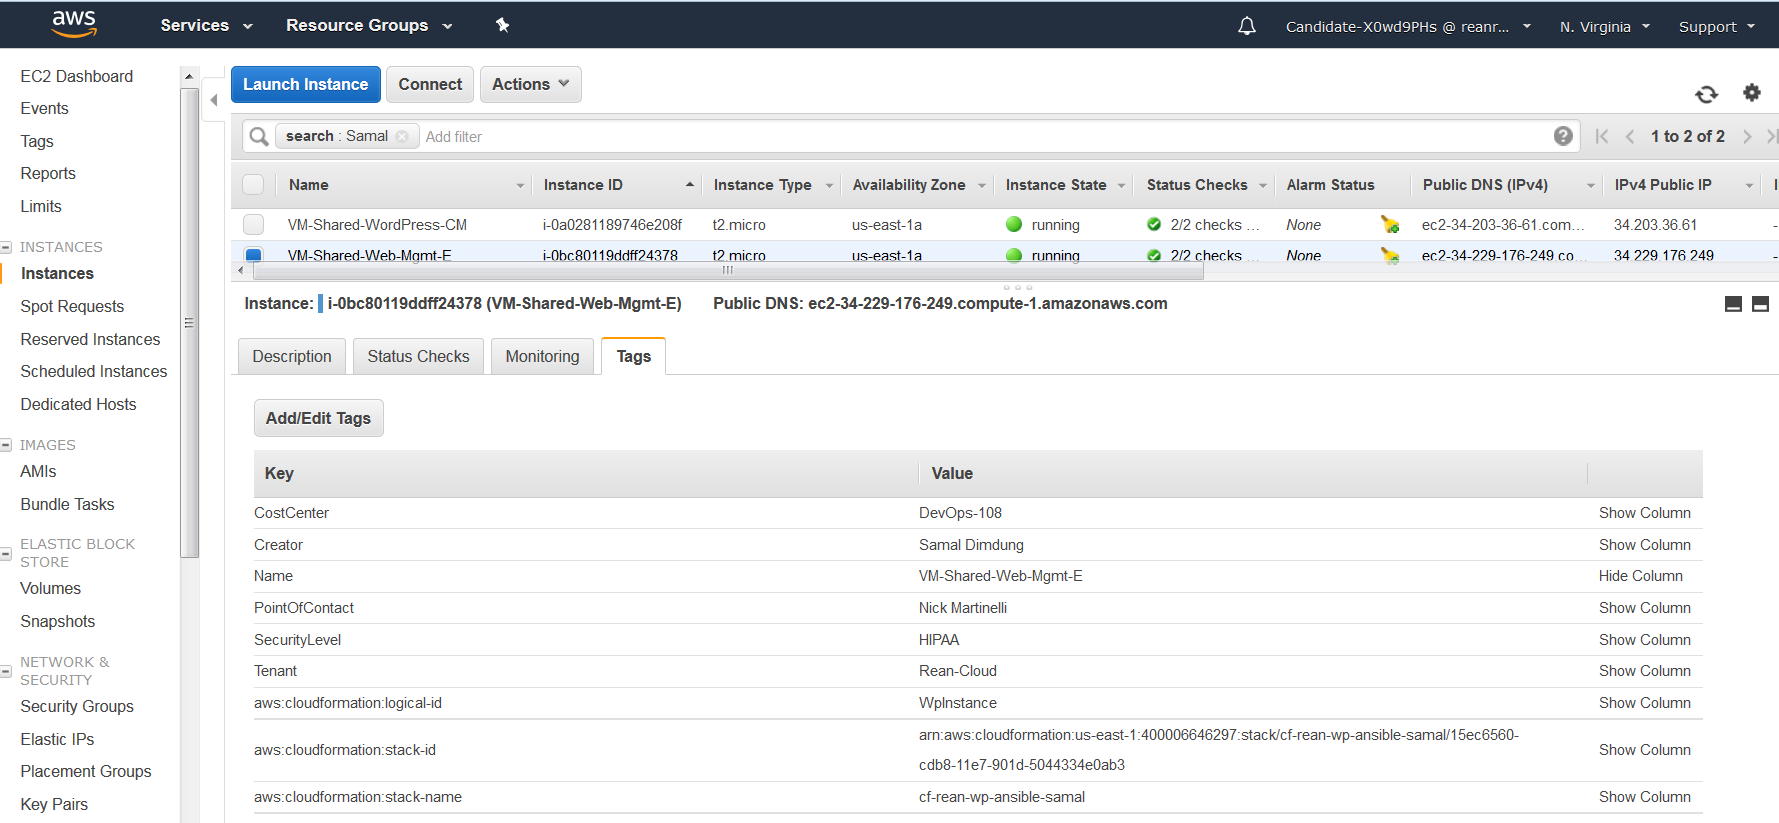 aws Services Resource Groups Candidate-X0wd9PHs @ reanr... N. Virginia Support
EC2 Dashboard
Events
Tags
Reports
Limits
INSTANCES
Instances
Spot Requests
Reserved Instances
Scheduled Instances
Dedicated Hosts
IMAGES
AMIs
Bundle Tasks
ELASTIC BLOCK
STORE
Volumes
Snapshots
NETWORK &
SECURITY
Security Groups
Elastic IPs
Placement Groups
Key Pairs
Launch Instance Connect Actions
search : Samal Add filter 1 to 2 of 2
Name Instance ID Instance Type Availability Zone Instance State Status Checks Alarm Status Public DNS (IPv4) IPv4 Public IP
VM-Shared-WordPress-CM i-0a0281189746e208f t2.micro us-east-1a running 2/2 checks ... None ec2-34-203-36-61.com... 34.203.36.61 -
VM-Shared-Web-Mgmt-E i-0bc80119ddff24378 t2.micro us-east-1a running 2/2 checks ... None ec2-34-229-176-249.co... 34.229.176.249 -
Instance: i-0bc80119ddff24378 (VM-Shared-Web-Mgmt-E) Public DNS: ec2-34-229-176-249.compute-1.amazonaws.com
Description Status Checks Monitoring Tags
Add/Edit Tags
Key Value
CostCenter DevOps-108 Show Column
Creator Samal Dimdung Show Column
Name VM-Shared-Web-Mgmt-E Hide Column
PointOfContact Nick Martinelli Show Column
SecurityLevel HIPAA Show Column
Tenant Rean-Cloud Show Column
aws:cloudformation:logical-id WpInstance Show Column
aws:cloudformation:stack-id arn:aws:cloudformation:us-east-1:400006646297:stack/cf-rean-wp-ansible-samal/15ec6560- Show Column
cdb8-11e7-901d-5044334e0ab3
aws:cloudformation:stack-name cf-rean-wp-ansible-samal Show Column